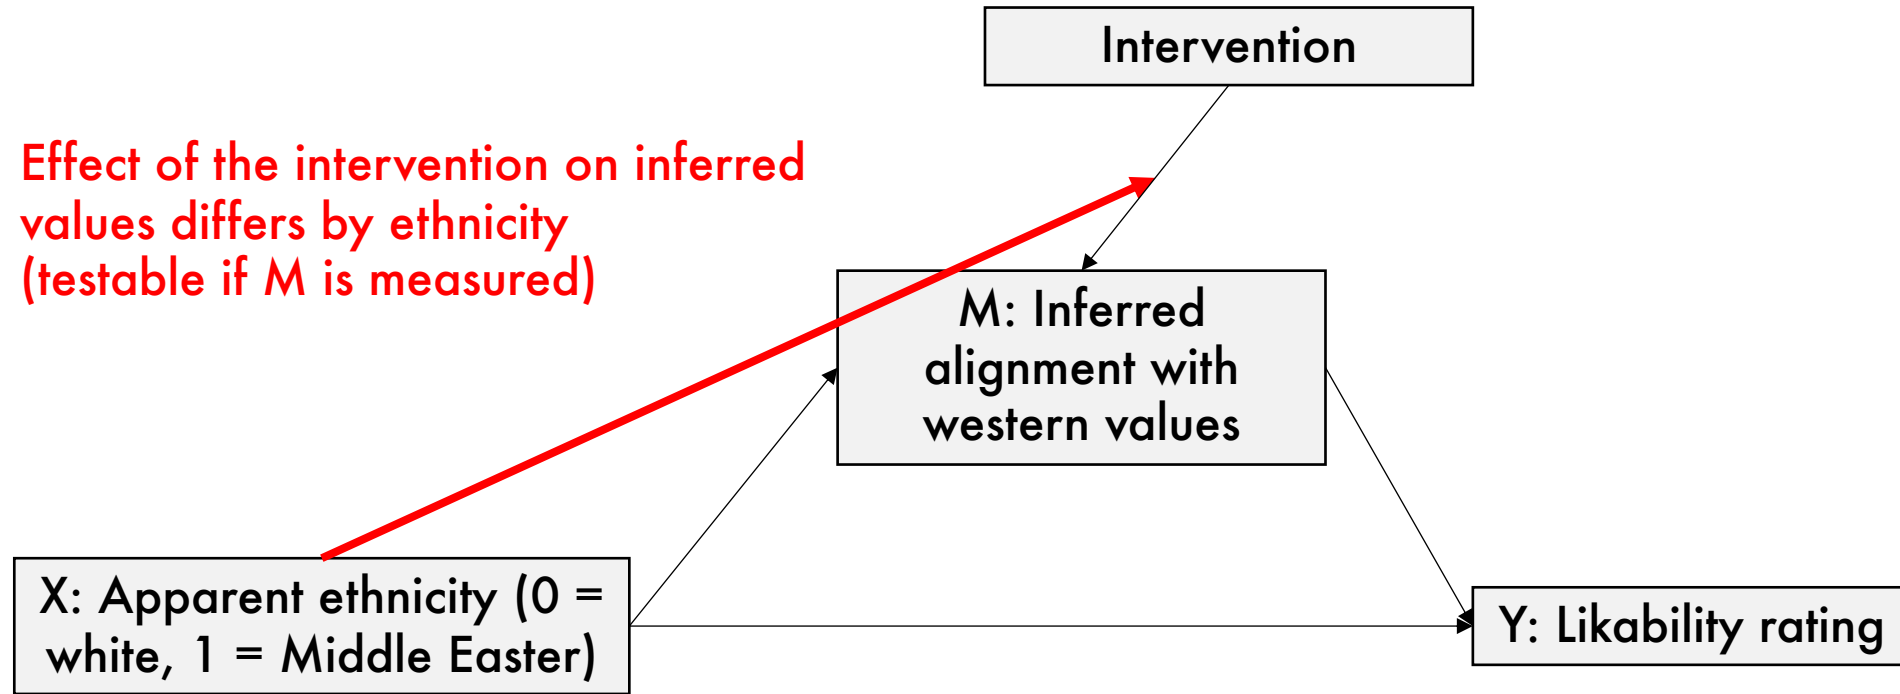 Intervention
Effect of the intervention on inferred
values differs by ethnicity
(testable if M is measured)
M: Inferred
alignment with
western values
X: Apparent ethnicity (0 =
white, 1 = Middle Easter)
Y: Likability rating